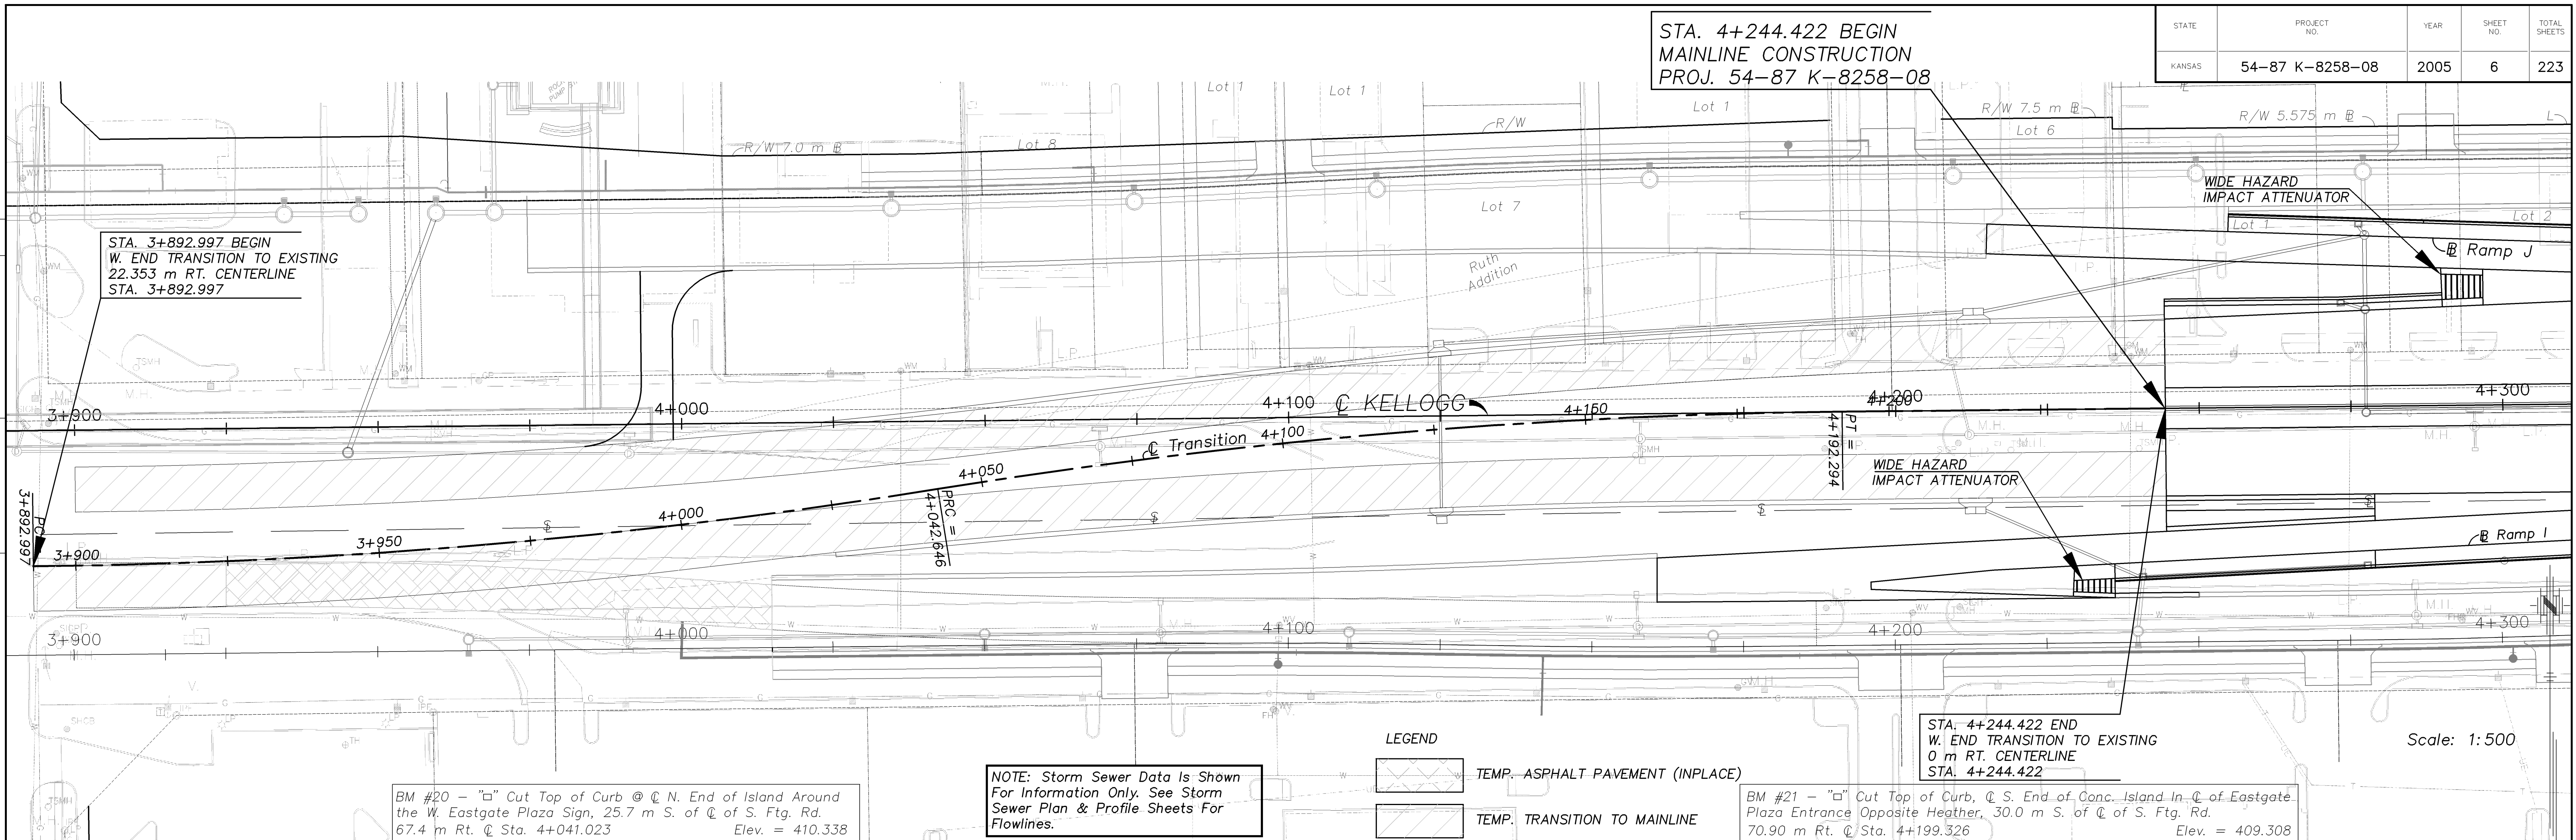 STATE
PROJECT NO.
YEAR
SHEET NO.
TOTAL SHEETS
KANSAS
54-87 K-8258-08
2005
6
223
STA. 4+244.422 BEGIN
MAINLINE CONSTRUCTION
PROJ. 54-87 K-8258-08
Lot 1
Lot 1
Lot 1
R/W 7.5 m BL
R/W 5.575 m BL
R/W
Lot 6
R/W 7.0 m BL
Lot 8
WIDE HAZARD
IMPACT ATTENUATOR
Lot 7
Lot 2
Lot 1
STA. 3+892.997 BEGIN
W. END TRANSITION TO EXISTING
22.353 m RT. CENTERLINE
STA. 3+892.997
BL Ramp J
Ruth
Addition
3+900
4+000
4+100
℄ KELLOGG
4+150
4+200
4+200
4+300
℄ Transition
4+100
PT =
4+192.294
4+050
WIDE HAZARD
IMPACT ATTENUATOR
PRC =
4+042.646
4+000
3+950
3+900
PC
3+892.997
BL Ramp I
3+900
4+000
4+100
4+200
4+300
STA. 4+244.422 END
W. END TRANSITION TO EXISTING
0 m RT. CENTERLINE
STA. 4+244.422
Scale: 1:500
LEGEND
TEMP. ASPHALT PAVEMENT (INPLACE)
TEMP. TRANSITION TO MAINLINE
NOTE: Storm Sewer Data Is Shown
For Information Only. See Storm
Sewer Plan & Profile Sheets For
Flowlines.
BM #20 - "□" Cut Top of Curb @ ℄ N. End of Island Around
the W. Eastgate Plaza Sign, 25.7 m S. of ℄ of S. Ftg. Rd.
67.4 m Rt. ℄ Sta. 4+041.023 Elev. = 410.338
BM #21 - "□" Cut Top of Curb, ℄ S. End of Conc. Island In ℄ of Eastgate
Plaza Entrance Opposite Heather, 30.0 m S. of ℄ of S. Ftg. Rd.
70.90 m Rt. ℄ Sta. 4+199.326 Elev. = 409.308